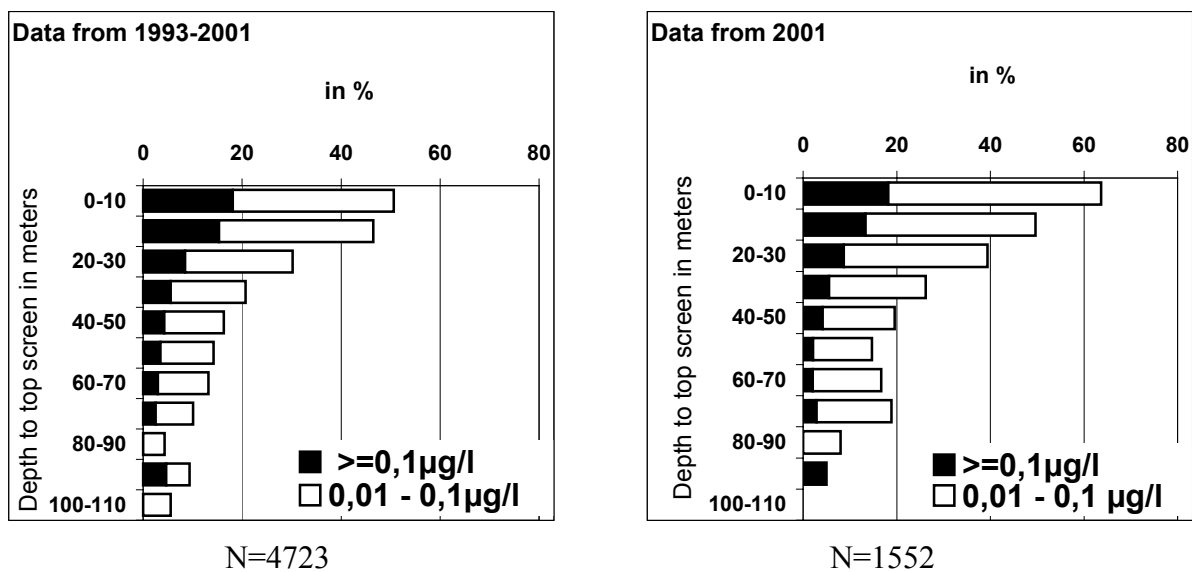 Data from 1993-2001
in %
0 20 40 60 80
Depth to top screen in meters
0-10
20-30
40-50
60-70
80-90
100-110
>=0,1µg/l
0,01 - 0,1µg/l
N=4723
Data from 2001
in %
0 20 40 60 80
Depth to top screen in meters
0-10
20-30
40-50
60-70
80-90
100-110
>=0,1µg/l
0,01 - 0,1 µg/l
N=1552